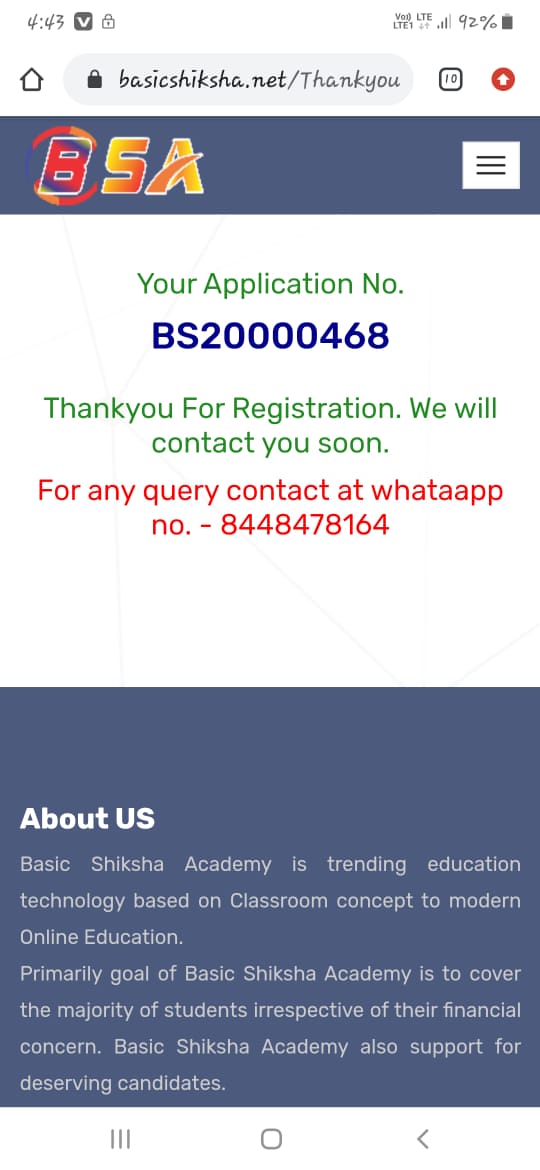 4:43 V Vo)) LTE LTE1 92%
basicshiksha.net/Thankyou 10
BSA
Your Application No.
BS20000468
Thankyou For Registration. We will
contact you soon.
For any query contact at whataapp
no. - 8448478164
About US
Basic Shiksha Academy is trending education
technology based on Classroom concept to modern
Online Education.
Primarily goal of Basic Shiksha Academy is to cover
the majority of students irrespective of their financial
concern. Basic Shiksha Academy also support for
deserving candidates.